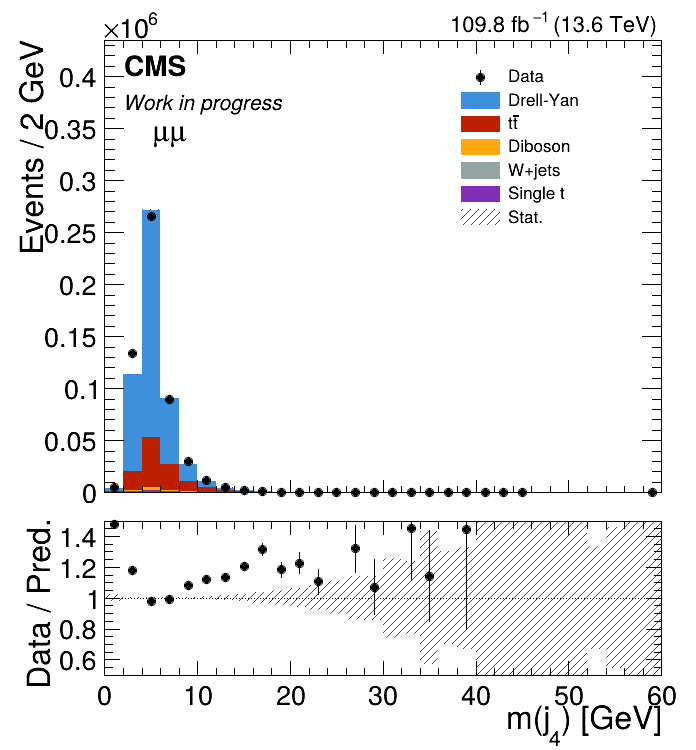 ×10⁶
109.8 fb⁻¹ (13.6 TeV)
CMS
Work in progress
μμ
Data
Drell-Yan
tt̄
Diboson
W+jets
Single t
Stat.
Events / 2 GeV
0.4
0.35
0.3
0.25
0.2
0.15
0.1
0.05
0
Data / Pred.
1.4
1.2
1
0.8
0.6
0 10 20 30 40 50 60
m(j₄) [GeV]